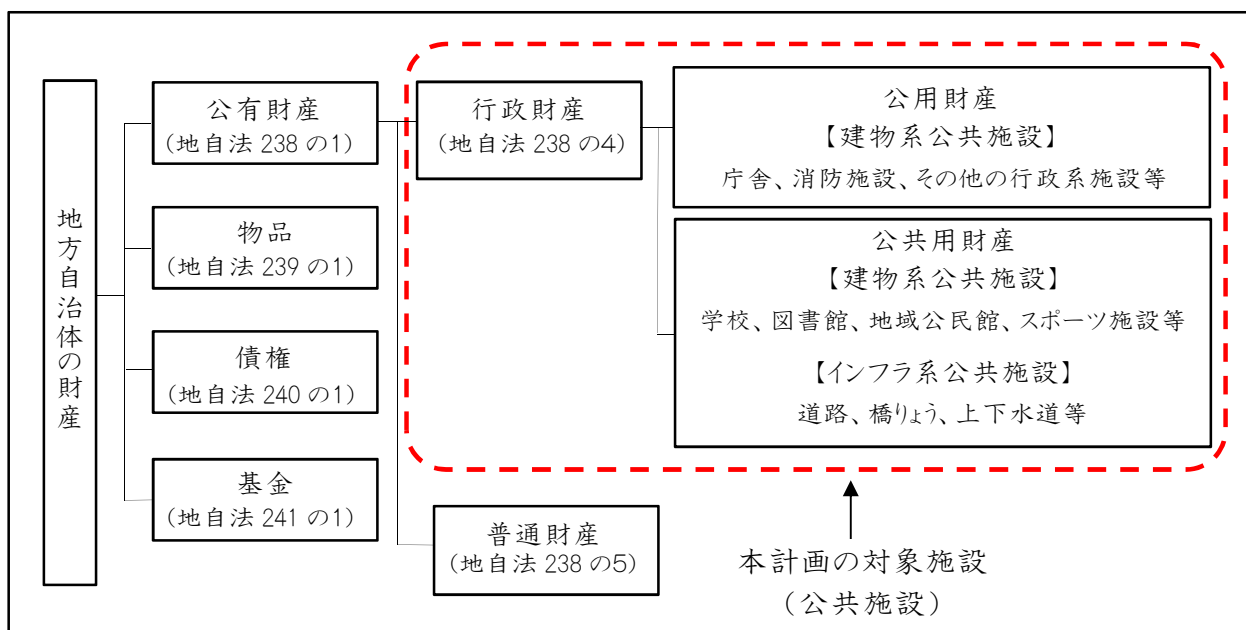 地方自治体の財産
公有財産
(地自法 238 の1)
物品
(地自法 239 の1)
債権
(地自法 240 の1)
基金
(地自法 241 の1)
行政財産
(地自法 238 の4)
普通財産
(地自法 238 の5)
公用財産
【建物系公共施設】
庁舎、消防施設、その他の行政系施設等
公共用財産
【建物系公共施設】
学校、図書館、地域公民館、スポーツ施設等
【インフラ系公共施設】
道路、橋りょう、上下水道等
本計画の対象施設
(公共施設)